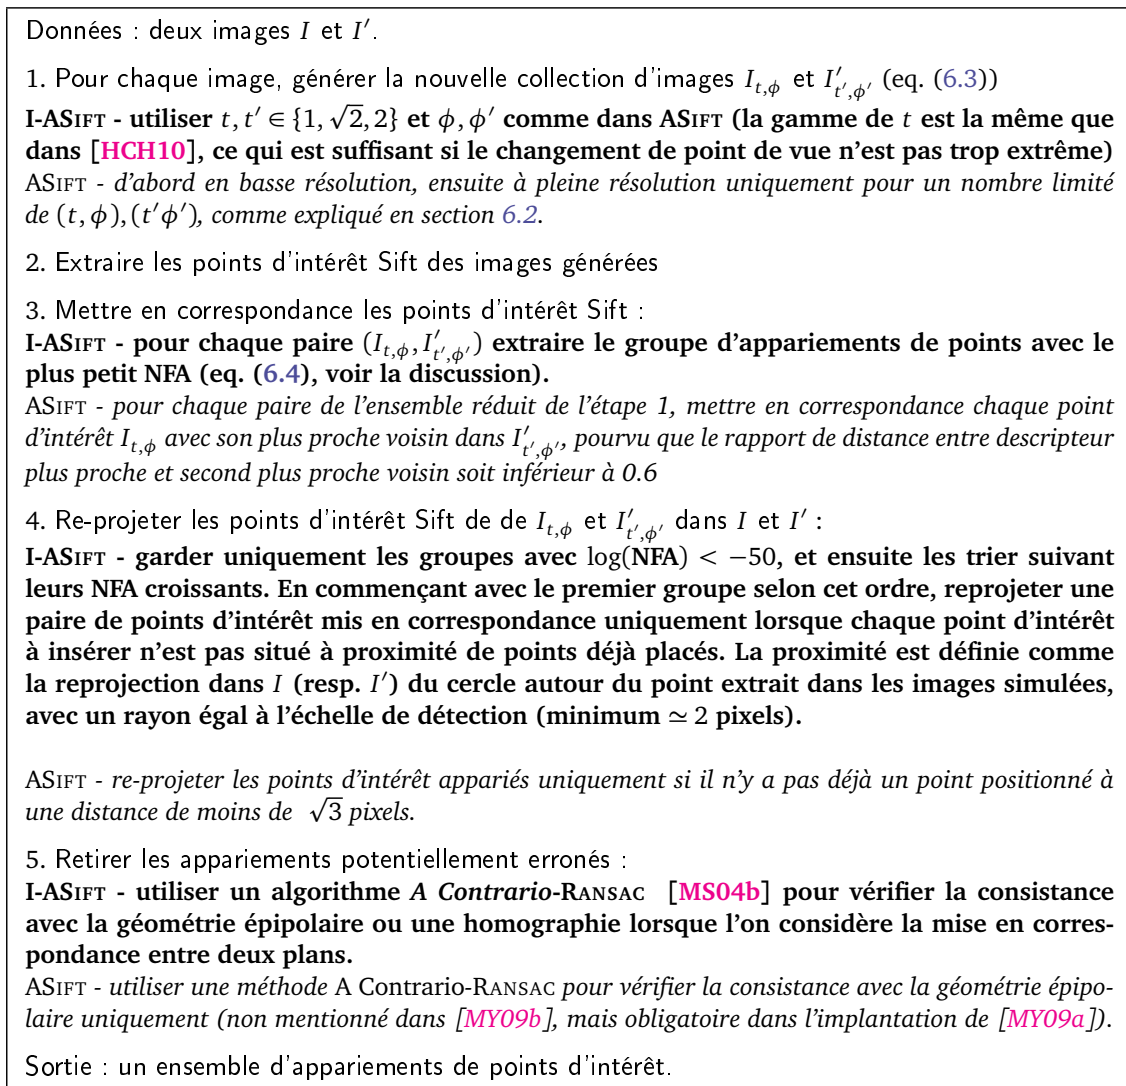 Données : deux images I et I′.
1. Pour chaque image, générer la nouvelle collection d'images I_{t,ϕ} et I′_{t′,ϕ′} (eq. (6.3))
I-ASIFT - utiliser t, t′ ∈ {1, √2, 2} et ϕ, ϕ′ comme dans ASIFT (la gamme de t est la même que
dans [HCH10], ce qui est suffisant si le changement de point de vue n'est pas trop extrême)
ASIFT - d'abord en basse résolution, ensuite à pleine résolution uniquement pour un nombre limité
de (t, ϕ), (t′ϕ′), comme expliqué en section 6.2.
2. Extraire les points d'intérêt Sift des images générées
3. Mettre en correspondance les points d'intérêt Sift :
I-ASIFT - pour chaque paire (I_{t,ϕ}, I′_{t′,ϕ′}) extraire le groupe d'appariements de points avec le
plus petit NFA (eq. (6.4), voir la discussion).
ASIFT - pour chaque paire de l'ensemble réduit de l'étape 1, mettre en correspondance chaque point
d'intérêt I_{t,ϕ} avec son plus proche voisin dans I′_{t′,ϕ′}, pourvu que le rapport de distance entre descripteur
plus proche et second plus proche voisin soit inférieur à 0.6
4. Re-projeter les points d'intérêt Sift de de I_{t,ϕ} et I′_{t′,ϕ′} dans I et I′ :
I-ASIFT - garder uniquement les groupes avec log(NFA) < −50, et ensuite les trier suivant
leurs NFA croissants. En commençant avec le premier groupe selon cet ordre, reprojeter une
paire de points d'intérêt mis en correspondance uniquement lorsque chaque point d'intérêt
à insérer n'est pas situé à proximité de points déjà placés. La proximité est définie comme
la reprojection dans I (resp. I′) du cercle autour du point extrait dans les images simulées,
avec un rayon égal à l'échelle de détection (minimum ≃ 2 pixels).
ASIFT - re-projeter les points d'intérêt appariés uniquement si il n'y a pas déjà un point positionné à
une distance de moins de √3 pixels.
5. Retirer les appariements potentiellement erronés :
I-ASIFT - utiliser un algorithme A Contrario-RANSAC [MS04b] pour vérifier la consistance
avec la géométrie épipolaire ou une homographie lorsque l'on considère la mise en corres-
pondance entre deux plans.
ASIFT - utiliser une méthode A Contrario-RANSAC pour vérifier la consistance avec la géométrie épipo-
laire uniquement (non mentionné dans [MY09b], mais obligatoire dans l'implantation de [MY09a]).
Sortie : un ensemble d'appariements de points d'intérêt.